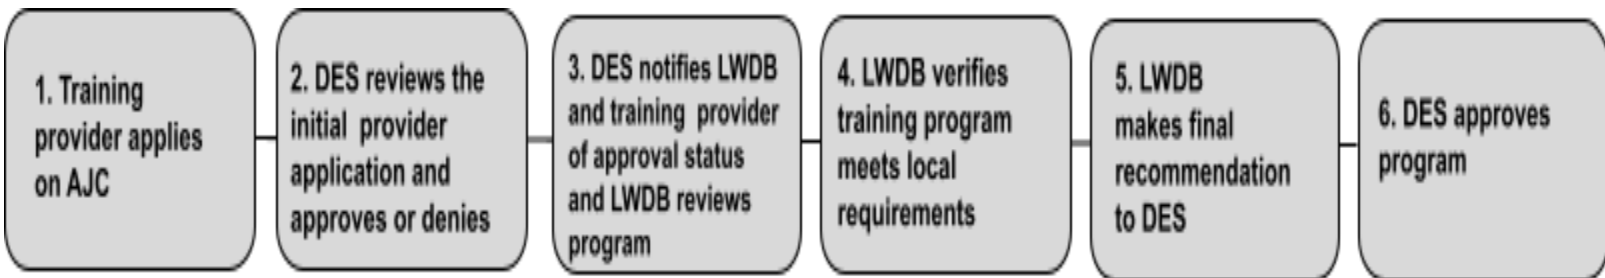 1. Training
provider applies
on AJC
2. DES reviews the
initial provider
application and
approves or denies
3. DES notifies LWDB
and training provider
of approval status
and LWDB reviews
program
4. LWDB verifies
training program
meets local
requirements
5. LWDB
makes final
recommendation
to DES
6. DES approves
program